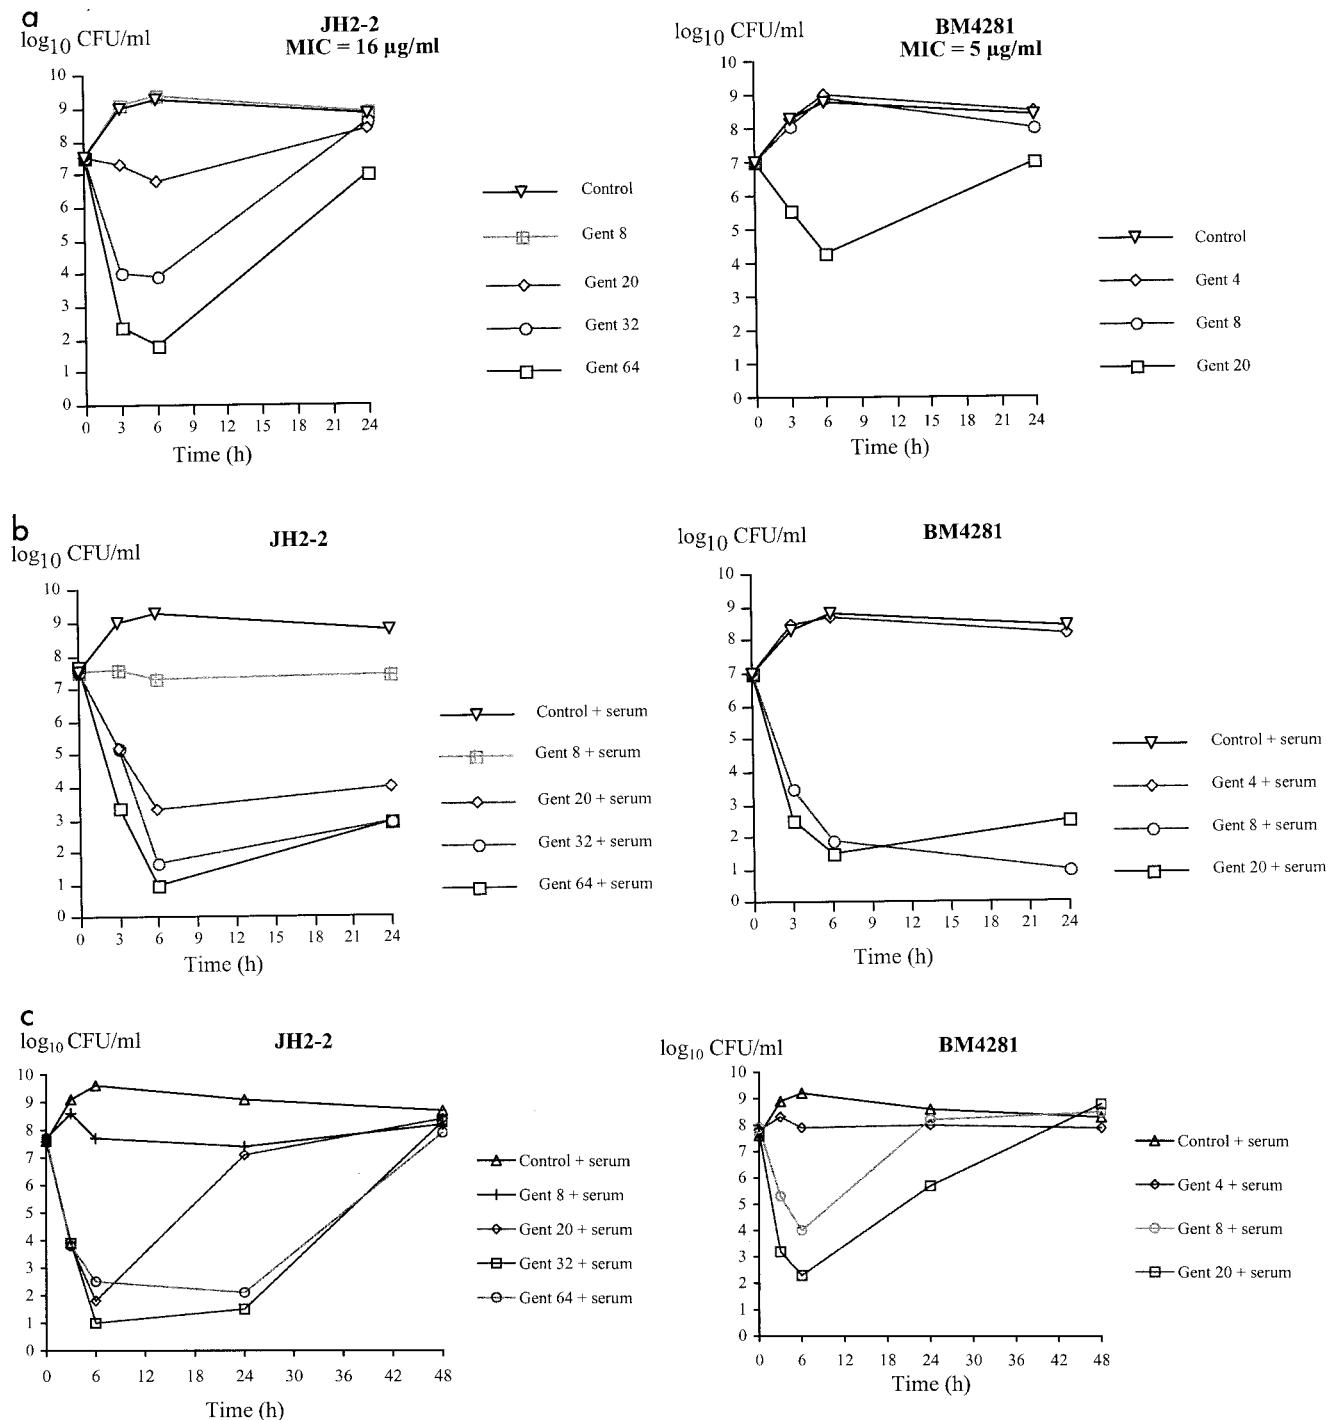 a
log10 CFU/ml
JH2-2
MIC = 16 µg/ml
10
9
8
7
6
5
4
3
2
1
0
0 3 6 9 12 15 18 21 24
Time (h)
Control
Gent 8
Gent 20
Gent 32
Gent 64
log10 CFU/ml
BM4281
MIC = 5 µg/ml
10
9
8
7
6
5
4
3
2
1
0
0 3 6 9 12 15 18 21 24
Time (h)
Control
Gent 4
Gent 8
Gent 20
b
log10 CFU/ml
JH2-2
10
9
8
7
6
5
4
3
2
1
0
0 3 6 9 12 15 18 21 24
Time (h)
Control + serum
Gent 8 + serum
Gent 20 + serum
Gent 32 + serum
Gent 64 + serum
log10 CFU/ml
BM4281
10
9
8
7
6
5
4
3
2
1
0
0 3 6 9 12 15 18 21 24
Time (h)
Control + serum
Gent 4 + serum
Gent 8 + serum
Gent 20 + serum
c
log10 CFU/ml
JH2-2
10
9
8
7
6
5
4
3
2
1
0
0 6 12 18 24 30 36 42 48
Time (h)
Control + serum
Gent 8 + serum
Gent 20 + serum
Gent 32 + serum
Gent 64 + serum
log10 CFU/ml
BM4281
10
9
8
7
6
5
4
3
2
1
0
0 6 12 18 24 30 36 42 48
Time (h)
Control + serum
Gent 4 + serum
Gent 8 + serum
Gent 20 + serum